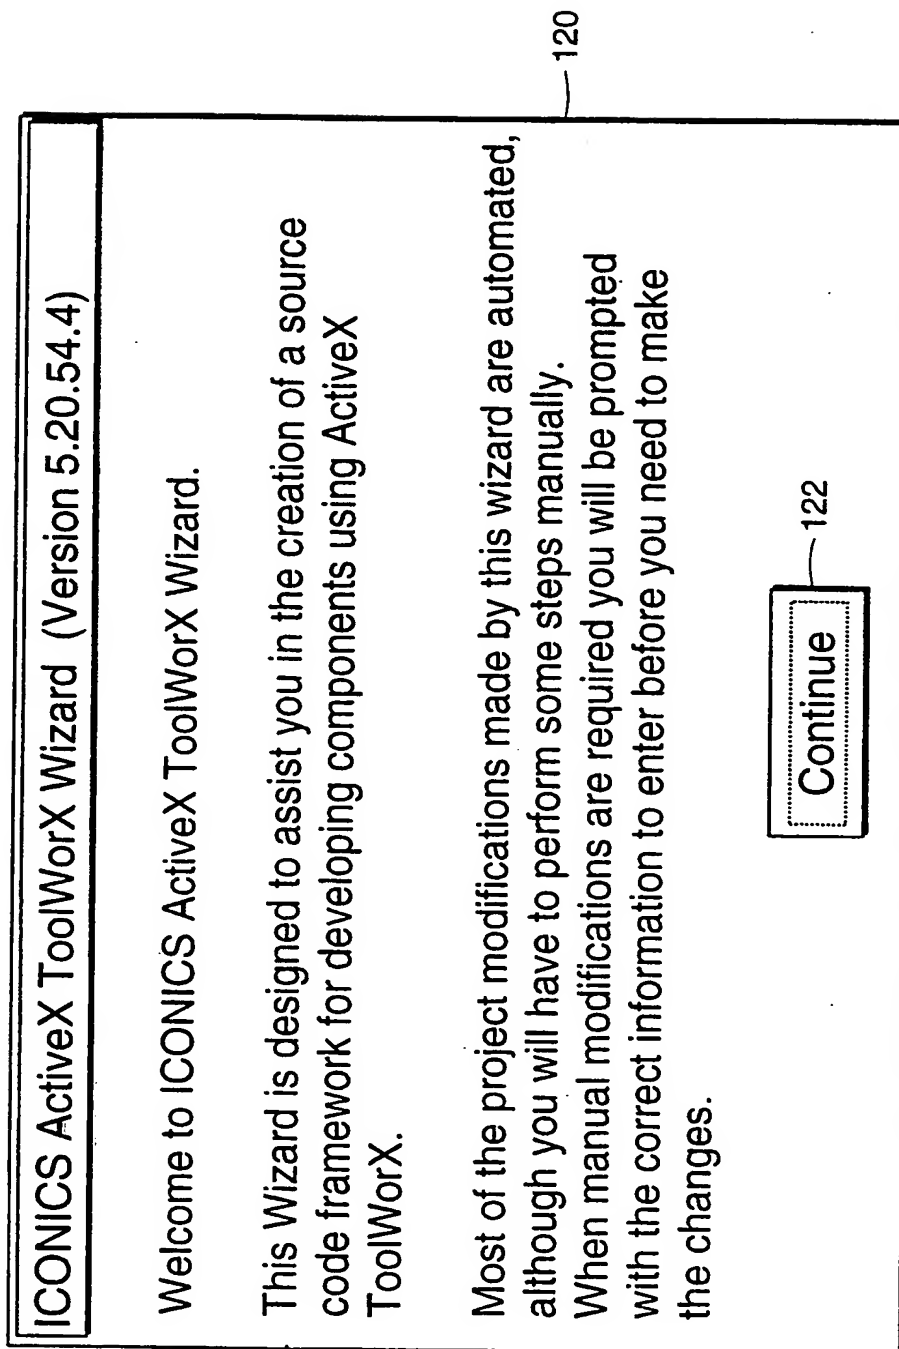 ICONICS ActiveX ToolWorX Wizard (Version 5.20.54.4)
Welcome to ICONICS ActiveX ToolWorX Wizard.
This Wizard is designed to assist you in the creation of a source
code framework for developing components using ActiveX
ToolWorX.
Most of the project modifications made by this wizard are automated,
although you will have to perform some steps manually.
When manual modifications are required you will be prompted
with the correct information to enter before you need to make
the changes.
Continue
122
120